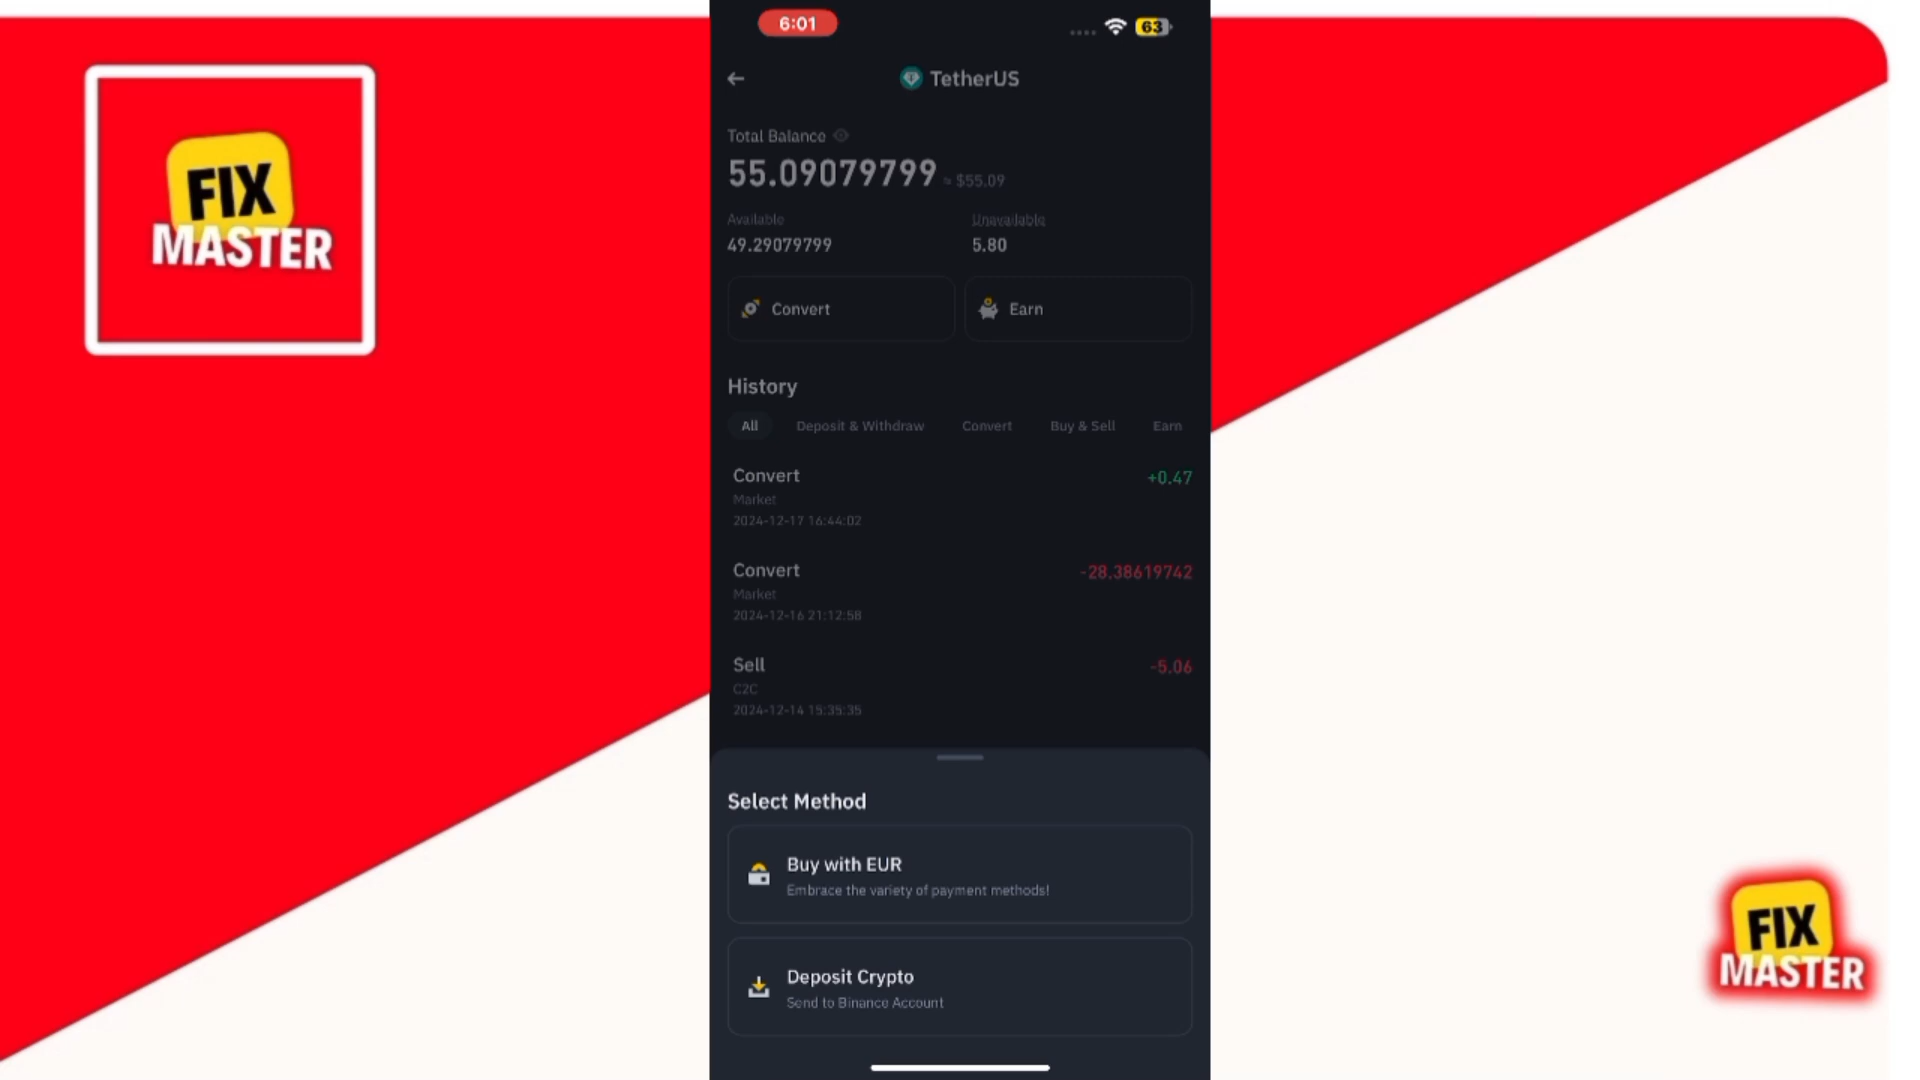 FIX
MASTER
6:01
63
TetherUS
Total Balance
55.09079799 ≈ $55.09
Available
Unavailable
49.29079799
5.80
Convert
Earn
History
All
Deposit & Withdraw
Convert
Buy & Sell
Earn
Convert
+0.47
Market
2024-12-17 16:44:02
Convert
-28.38619742
Market
2024-12-16 21:12:58
Sell
-5.06
C2C
2024-12-14 15:35:35
Select Method
Buy with EUR
Embrace the variety of payment methods!
Deposit Crypto
Send to Binance Account
FIX
MASTER